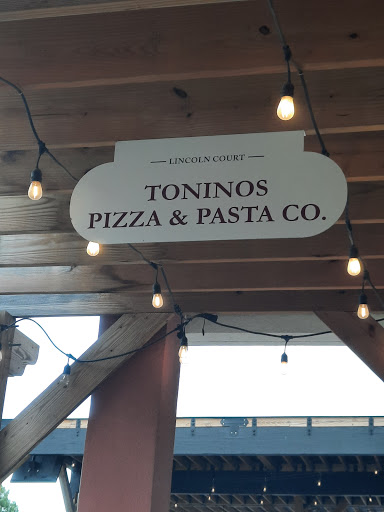 LINCOLN COURT
TONINOS
PIZZA & PASTA CO.